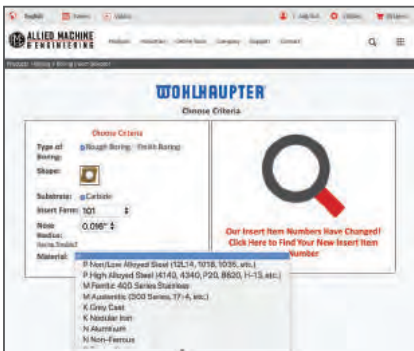 English
Videos
ALLIED MACHINE
& ENGINEERING
Products Industries Online Tools Company Support Contact
WOHLHAUPTER
Choose Criteria
Choose Criteria
Type of Boring:
Rough Boring Finish Boring
Shape:
Substrate: Carbide
Insert Form: 101
Nose Radius: 0.016"
Material:
P Non/Low Alloyed Steel (12L14, 1018, 1035, etc.)
P High Alloyed Steel (4140, 4340, P20, 8620, H-13, etc.)
M Ferritic 400 Series Stainless
M Austenitic (300 Series, 17-4, etc.)
K Grey Cast
K Nodular Iron
N Aluminum
N Non-Ferrous
Our Insert Item Numbers Have Changed!
Click Here to Find Your New Insert Item
Number